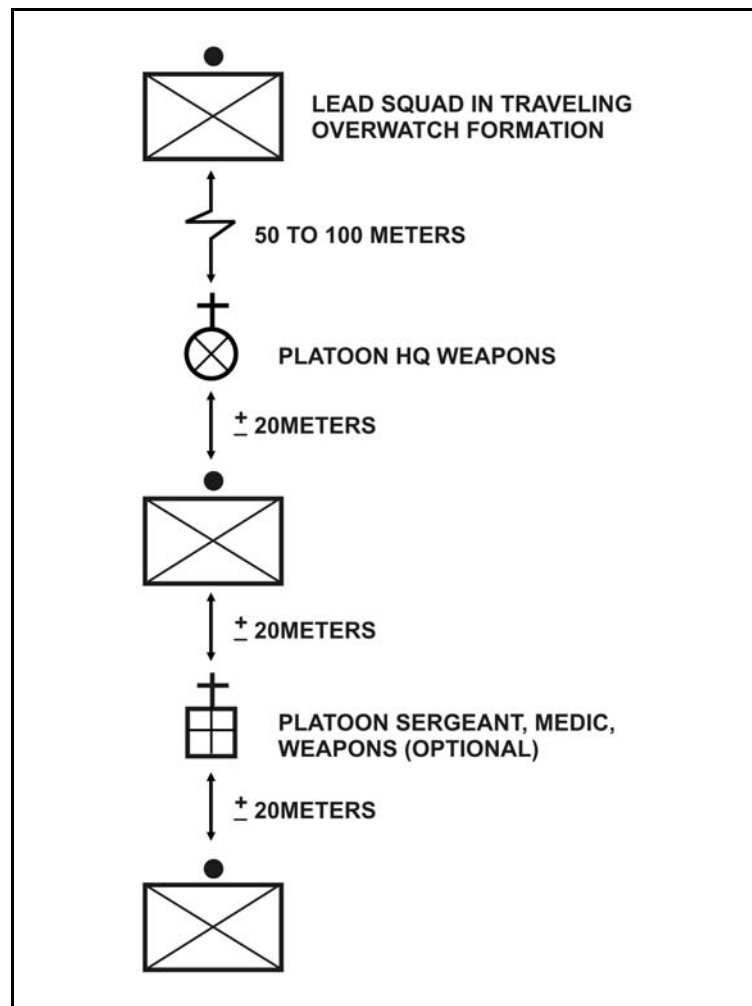 LEAD SQUAD IN TRAVELING
OVERWATCH FORMATION
50 TO 100 METERS
PLATOON HQ WEAPONS
± 20METERS
± 20METERS
PLATOON SERGEANT, MEDIC,
WEAPONS (OPTIONAL)
± 20METERS